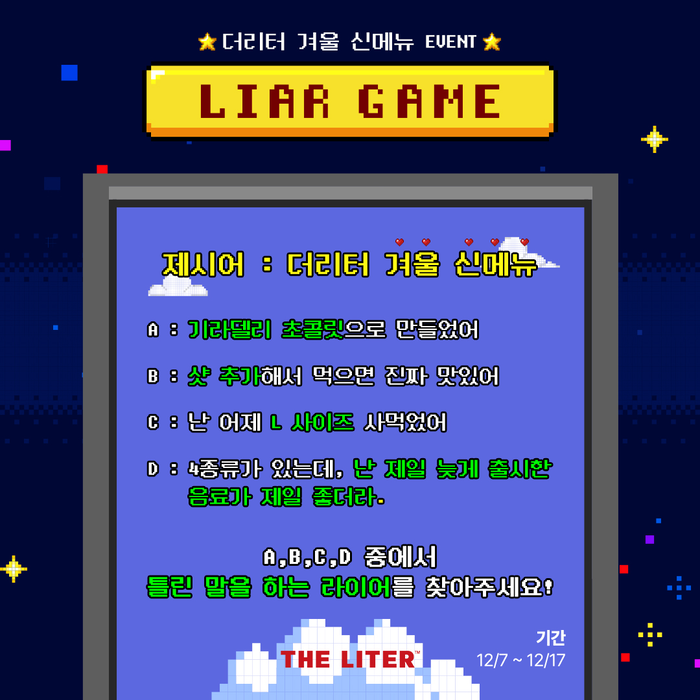 더리터 겨울 신메뉴 EVENT
LIAR GAME
제시어 : 더리터 겨울 신메뉴
A : 기라델리 초콜릿으로 만들었어
B : 샷 추가해서 먹으면 진짜 맛있어
C : 난 어제 L 사이즈 사먹었어
D : 4종류가 있는데, 난 제일 늦게 출시한
음료가 제일 좋더라.
A,B,C,D 중에서
틀린 말을 하는 라이어를 찾아주세요!
기간
THE LITER™
12/7 ~ 12/17